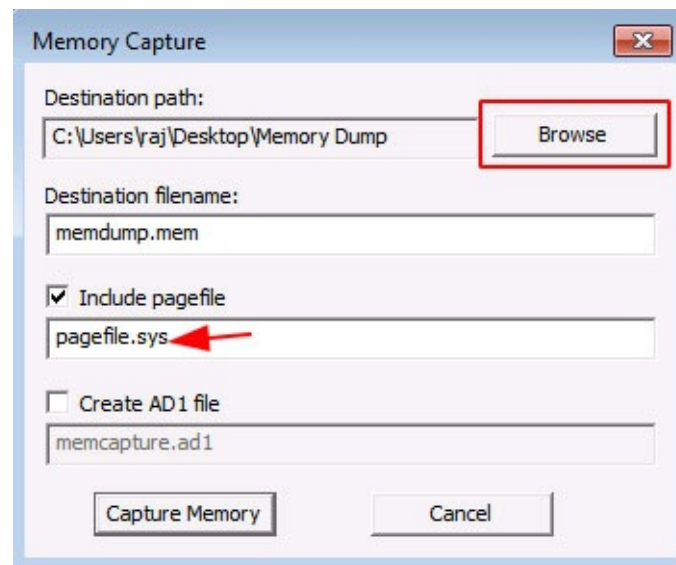 Memory Capture
Destination path:
C:\Users\raj\Desktop\Memory Dump
Browse
Destination filename:
memdump.mem
Include pagefile
pagefile.sys
Create AD1 file
memcapture.ad1
Capture Memory
Cancel